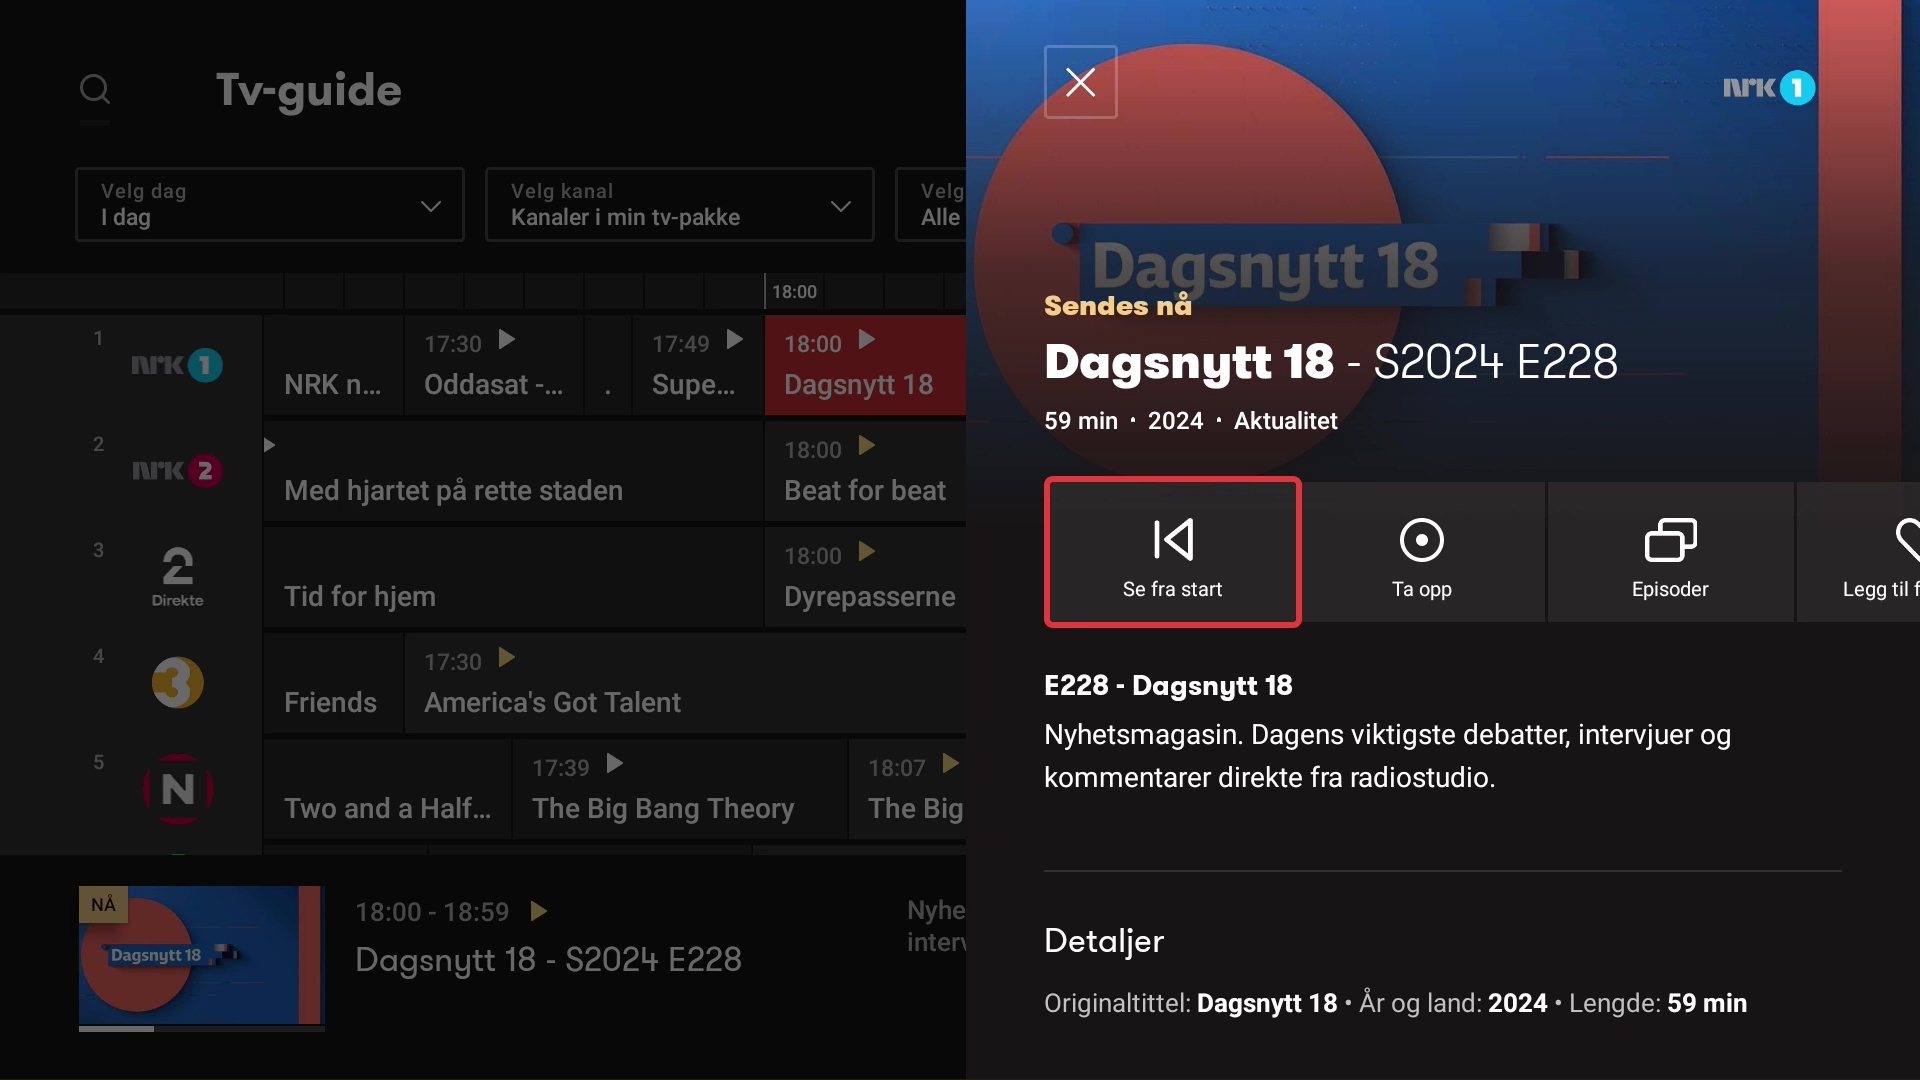 Tv-guide
Velg dag
I dag
Velg kanal
Kanaler i min tv-pakke
Velg
Alle
18:00
1
nrk 1
NRK n...
17:30
Oddasat -...
.
17:49
Supe...
18:00
Dagsnytt 18
2
nrk 2
Med hjartet på rette staden
18:00
Beat for beat
3
2
Direkte
Tid for hjem
18:00
Dyrepasserne
4
3
Friends
17:30
America's Got Talent
5
N
Two and a Half...
17:39
The Big Bang Theory
18:07
The Big
NÅ
Dagsnytt 18
18:00 - 18:59
Dagsnytt 18 - S2024 E228
Nyhe
interv
nrk 1
Dagsnytt 18
Sendes nå
Dagsnytt 18 - S2024 E228
59 min • 2024 • Aktualitet
Se fra start
Ta opp
Episoder
Legg til f
E228 - Dagsnytt 18
Nyhetsmagasin. Dagens viktigste debatter, intervjuer og
kommentarer direkte fra radiostudio.
Detaljer
Originaltittel: Dagsnytt 18 • År og land: 2024 • Lengde: 59 min